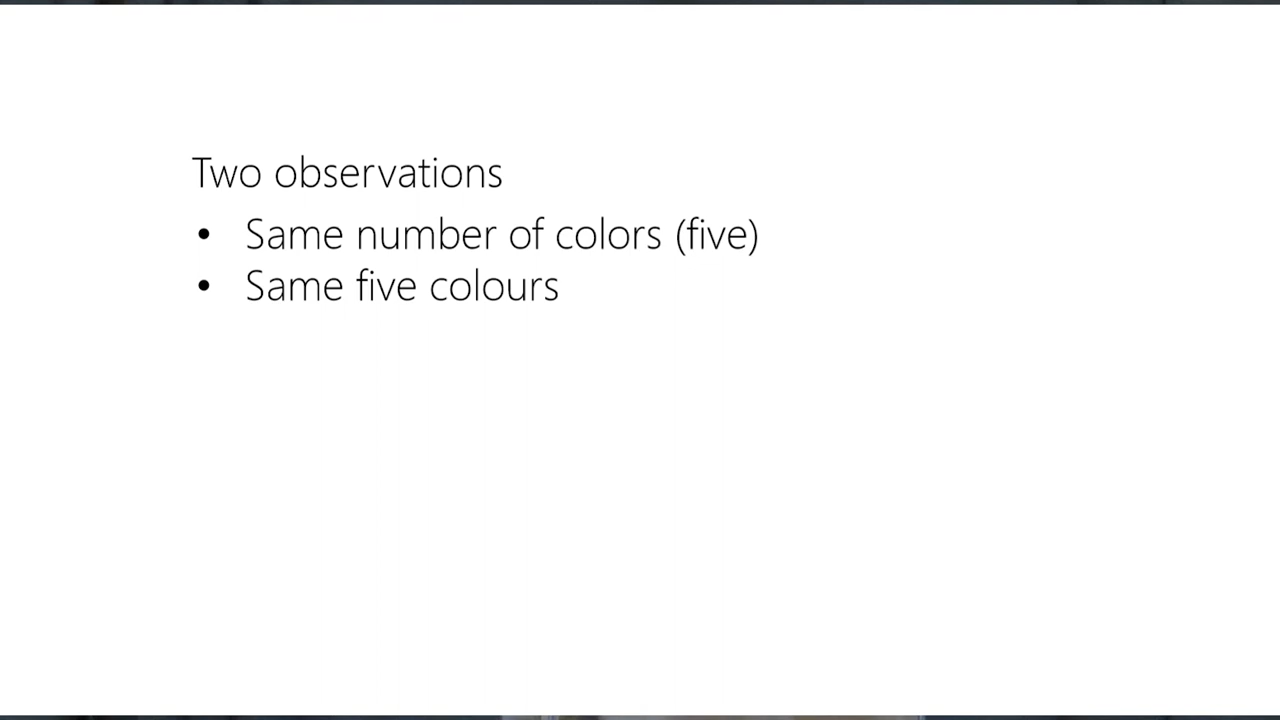 Two observations
• Same number of colors (five)
• Same five colours